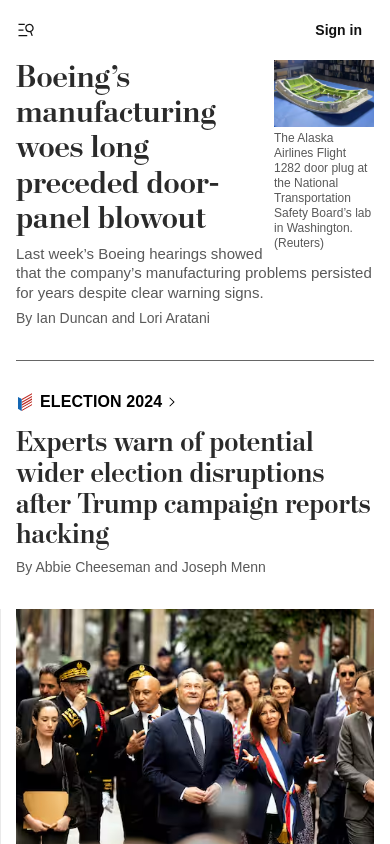 Sign in
Boeing’s
manufacturing
woes long
preceded door-
panel blowout
The Alaska
Airlines Flight
1282 door plug at
the National
Transportation
Safety Board’s lab
in Washington.
(Reuters)
Last week’s Boeing hearings showed
that the company’s manufacturing problems persisted
for years despite clear warning signs.
By Ian Duncan and Lori Aratani
ELECTION 2024
Experts warn of potential
wider election disruptions
after Trump campaign reports
hacking
By Abbie Cheeseman and Joseph Menn